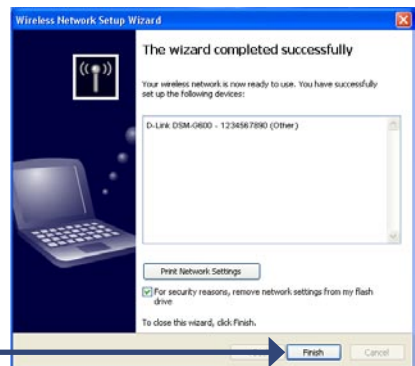 Wireless Network Setup Wizard
The wizard completed successfully
Your wireless network is now ready to use. You have successfully
set up the following devices:
D-Link DSM-G600 - 1234567890 (Other)
Print Network Settings
For security reasons, remove network settings from my flash
drive
To close this wizard, click Finish.
Finish
Cancel